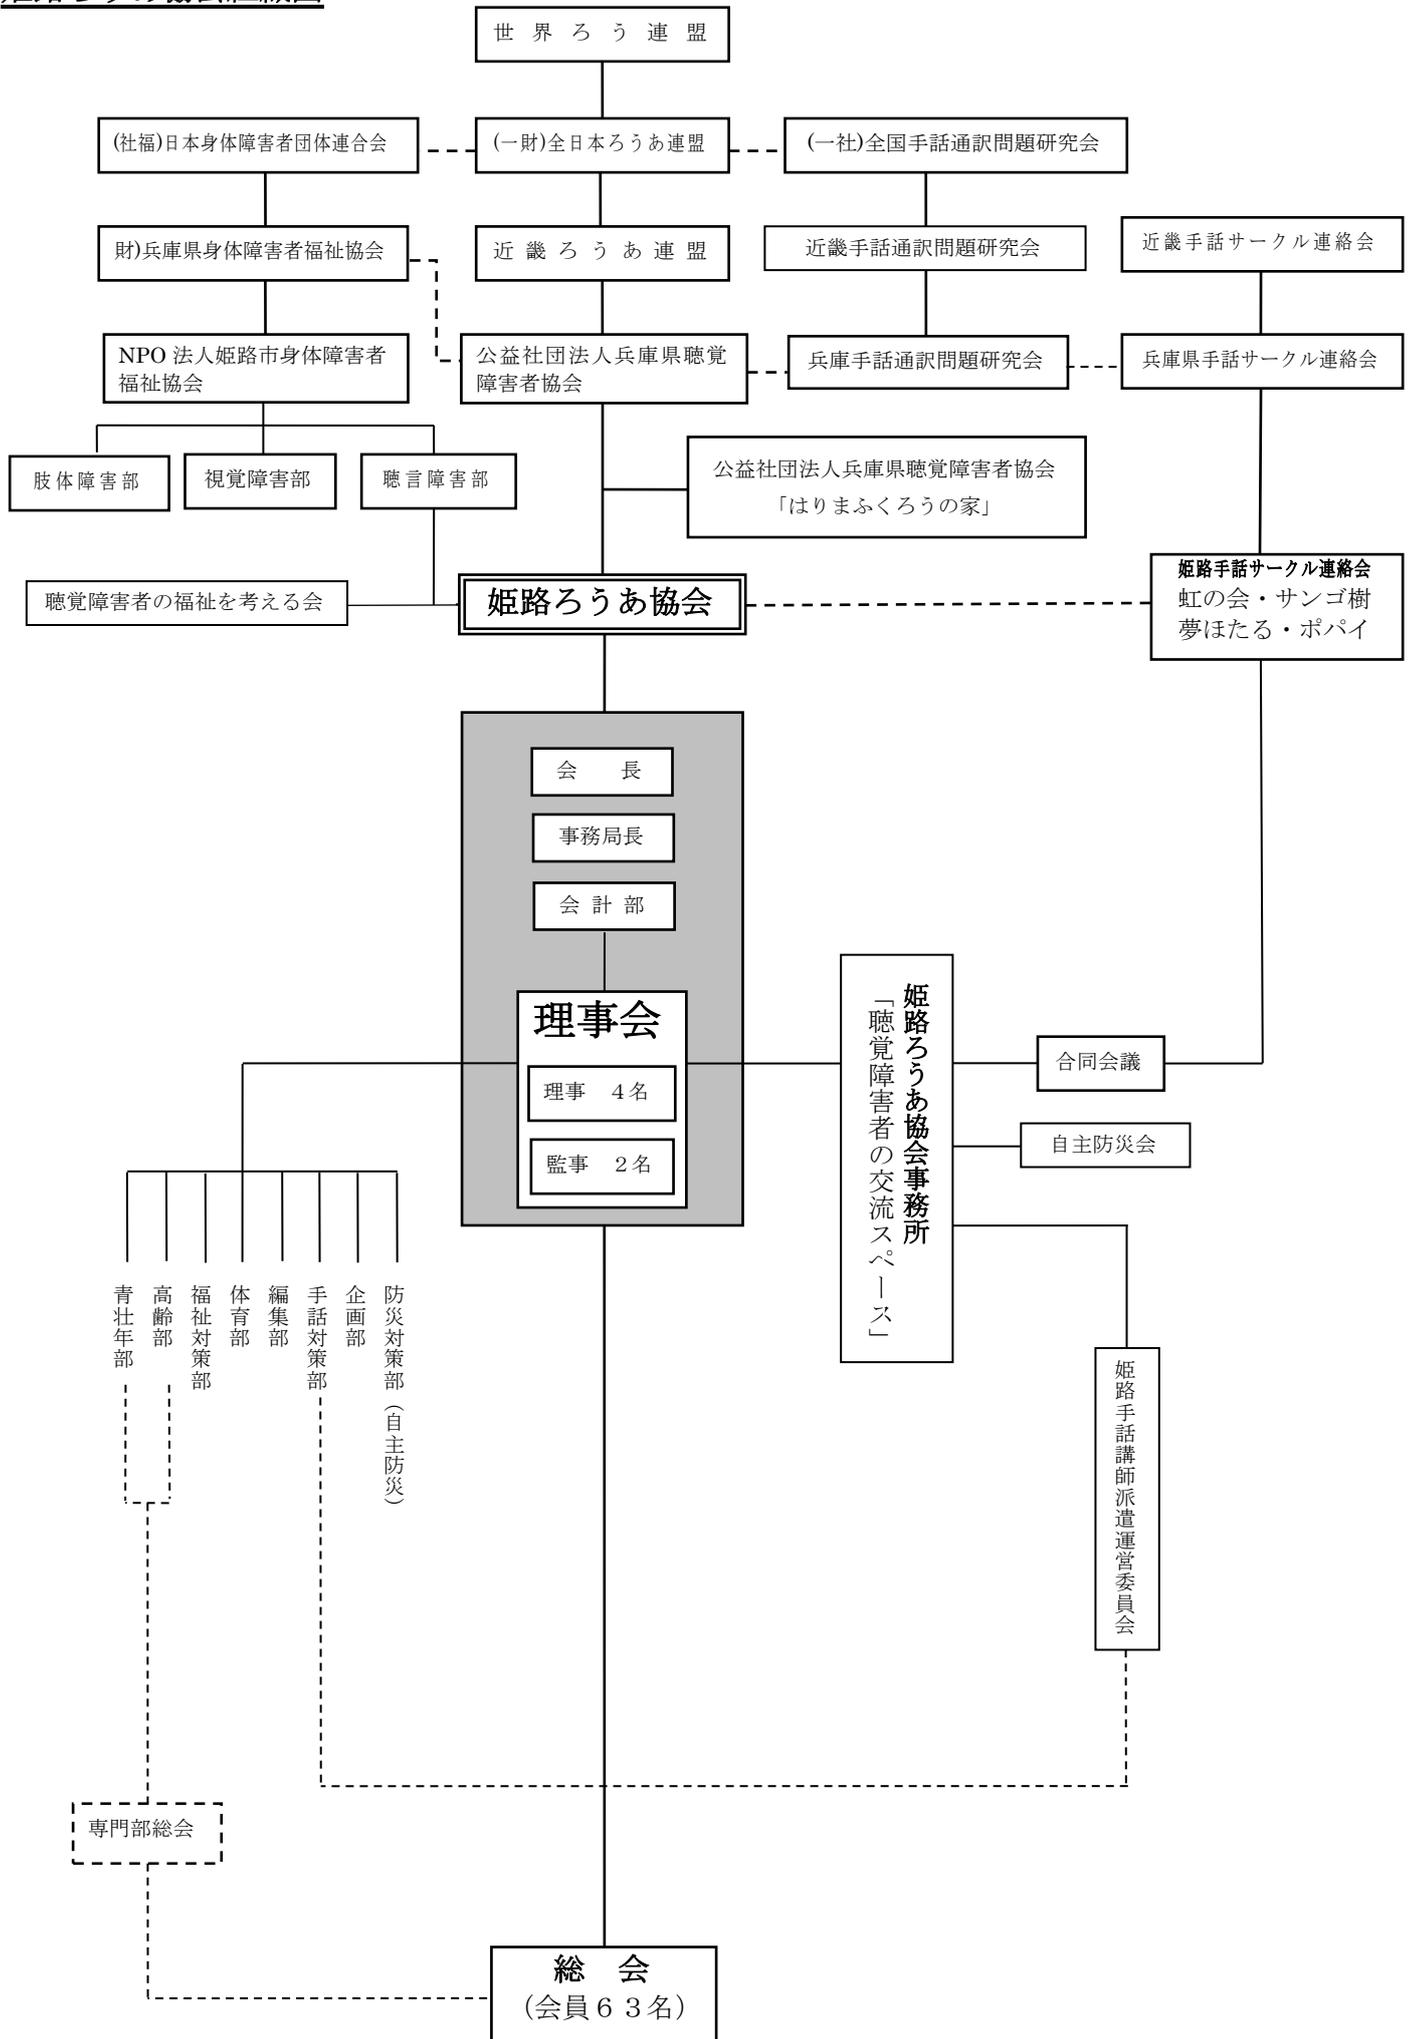 世界ろう連盟
(社福)日本身体障害者団体連合会
(一財)全日本ろうあ連盟
(一社)全国手話通訳問題研究会
財)兵庫県身体障害者福祉協会
近畿ろうあ連盟
近畿手話通訳問題研究会
近畿手話サークル連絡会
NPO 法人姫路市身体障害者
福祉協会
公益社団法人兵庫県聴覚
障害者協会
兵庫手話通訳問題研究会
兵庫県手話サークル連絡会
肢体障害部
視覚障害部
聴言障害部
公益社団法人兵庫県聴覚障害者協会
「はりまふくろうの家」
聴覚障害者の福祉を考える会
姫路ろうあ協会
姫路手話サークル連絡会
虹の会・サンゴ樹
夢ほたる・ポパイ
会　長
事務局長
会計部
理事会
理事　４名
監事　２名
姫路ろうあ協会事務所
「聴覚障害者の交流スペース」
合同会議
自主防災会
青壮年部
高齢部
福祉対策部
体育部
編集部
手話対策部
企画部
防災対策部（自主防災）
姫路手話講師派遣運営委員会
専門部総会
総　会
（会員６３名）